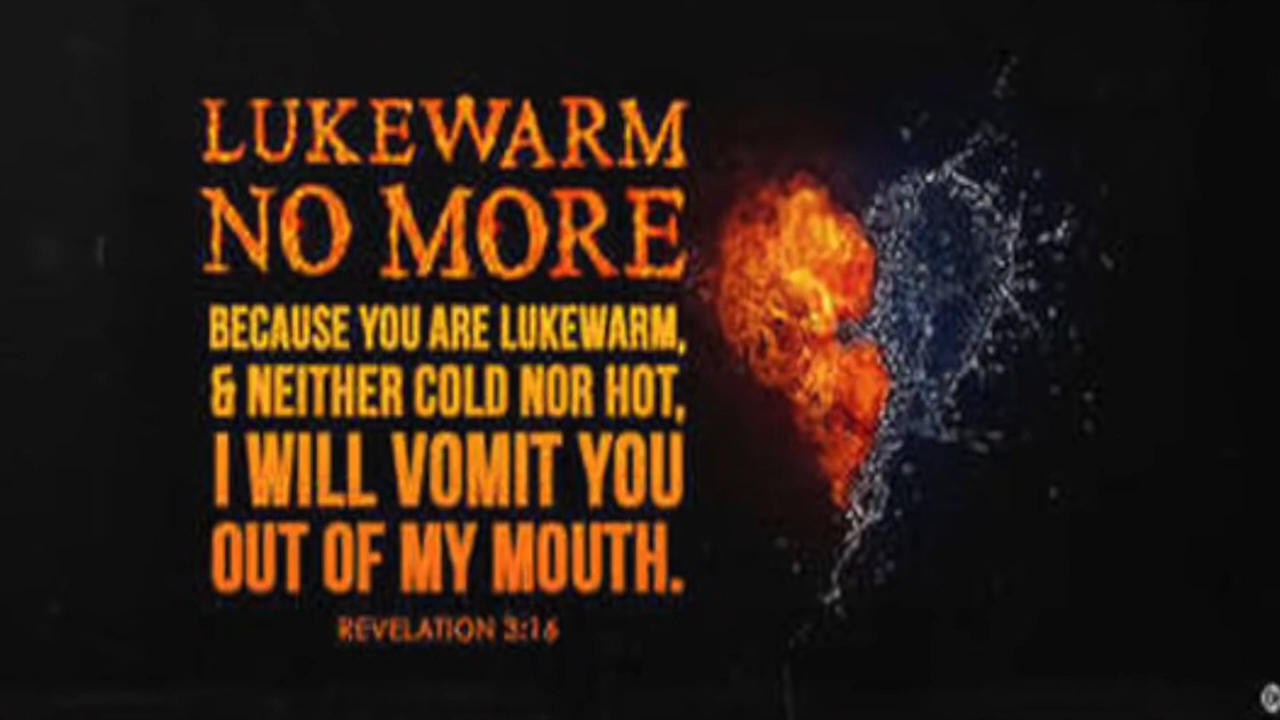 LUKEWARM
NO MORE
BECAUSE YOU ARE LUKEWARM,
& NEITHER COLD NOR HOT,
I WILL VOMIT YOU
OUT OF MY MOUTH.
REVELATION 3:16